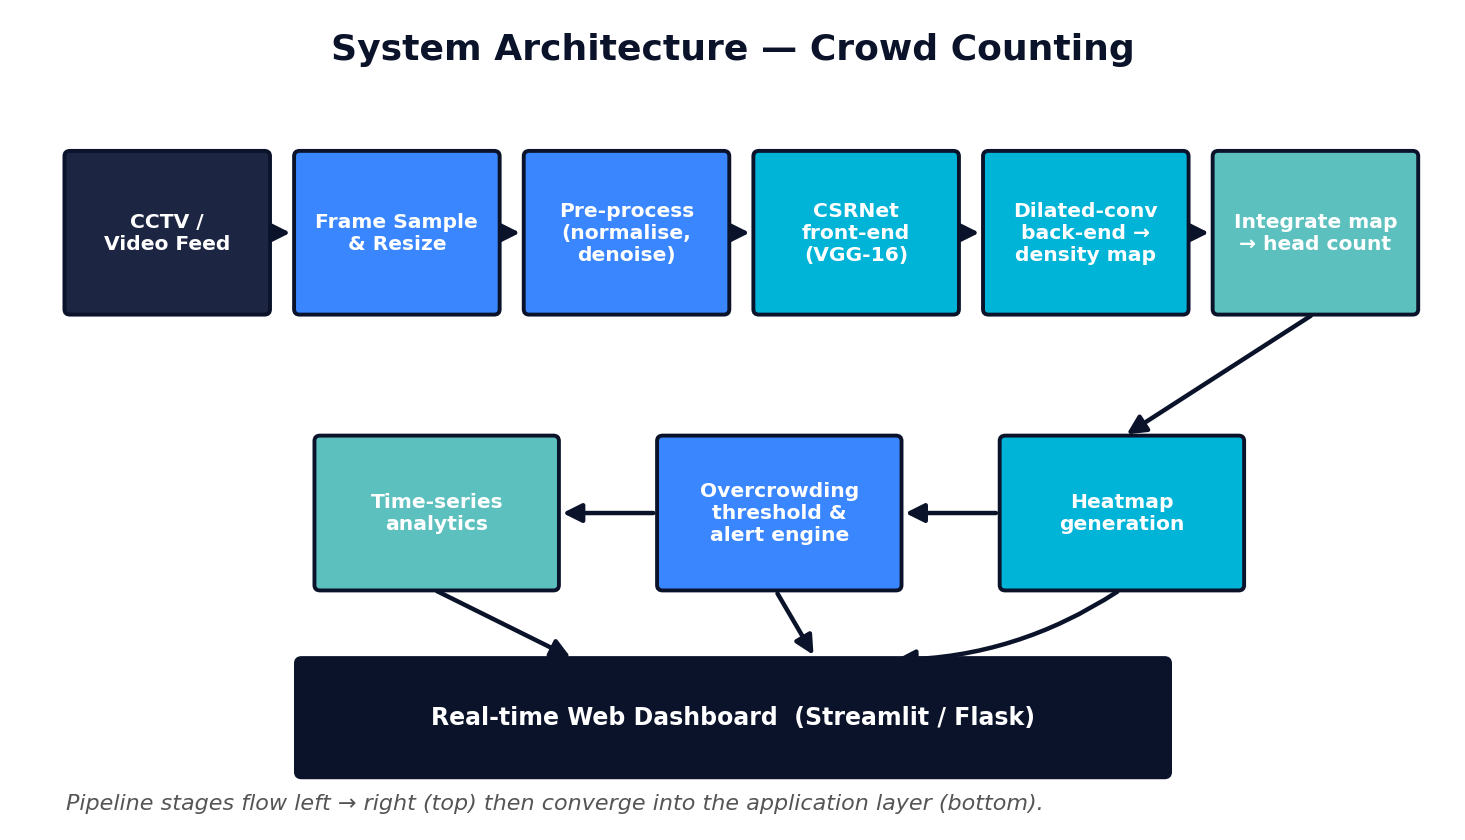 System Architecture — Crowd Counting
CCTV /
Video Feed
Frame Sample
& Resize
Pre-process
(normalise,
denoise)
CSRNet
front-end
(VGG-16)
Dilated-conv
back-end →
density map
Integrate map
→ head count
Time-series
analytics
Overcrowding
threshold &
alert engine
Heatmap
generation
Real-time Web Dashboard  (Streamlit / Flask)
Pipeline stages flow left → right (top) then converge into the application layer (bottom).